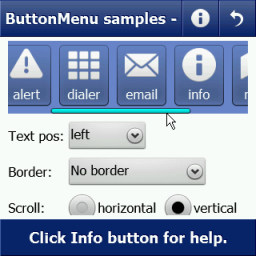 ButtonMenu samples -
alert dialer email info
Text pos: left
Border: No border
Scroll: horizontal vertical
Click Info button for help.